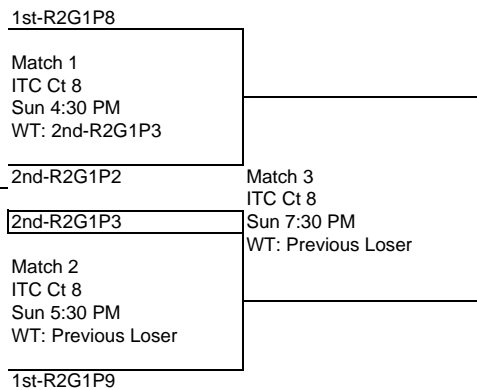 1st-R2G1P8
Match 1
ITC Ct 8
Sun 4:30 PM
WT: 2nd-R2G1P3
2nd-R2G1P2
Match 3
ITC Ct 8
Sun 7:30 PM
WT: Previous Loser
2nd-R2G1P3
Match 2
ITC Ct 8
Sun 5:30 PM
WT: Previous Loser
1st-R2G1P9